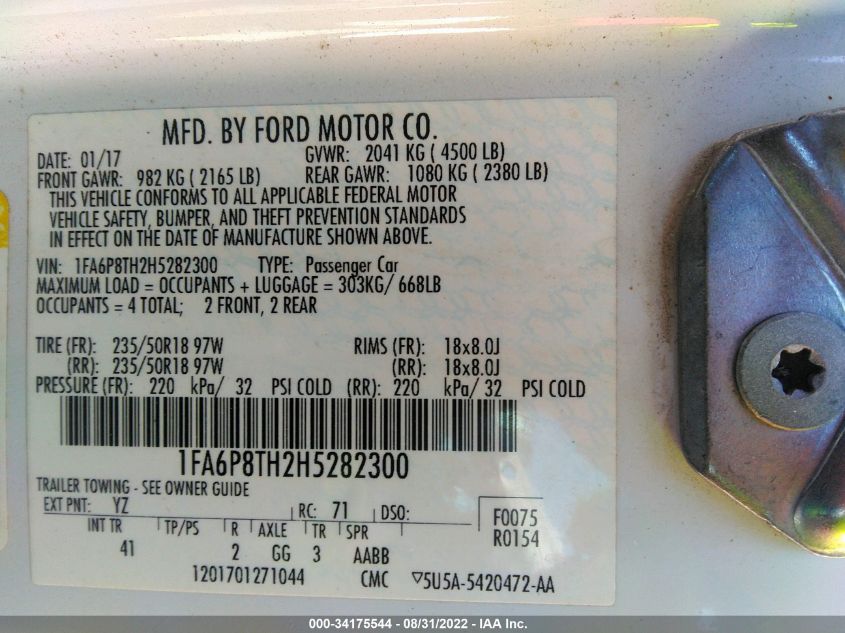 MFD. BY FORD MOTOR CO.
DATE: 01/17 GVWR: 2041 KG ( 4500 LB)
FRONT GAWR: 982 KG ( 2165 LB) REAR GAWR: 1080 KG ( 2380 LB)
THIS VEHICLE CONFORMS TO ALL APPLICABLE FEDERAL MOTOR
VEHICLE SAFETY, BUMPER, AND THEFT PREVENTION STANDARDS
IN EFFECT ON THE DATE OF MANUFACTURE SHOWN ABOVE.
VIN: 1FA6P8TH2H5282300 TYPE: Passenger Car
MAXIMUM LOAD = OCCUPANTS + LUGGAGE = 303KG/ 668LB
OCCUPANTS = 4 TOTAL; 2 FRONT, 2 REAR
TIRE (FR): 235/50R18 97W RIMS (FR): 18x8.0J
(RR): 235/50R18 97W (RR): 18x8.0J
PRESSURE (FR): 220 kPa/ 32 PSI COLD (RR): 220 kPa/ 32 PSI COLD
1FA6P8TH2H5282300
TRAILER TOWING - SEE OWNER GUIDE
EXT PNT: YZ RC: 71 DSO: F0075
INT TR TP/PS R AXLE TR SPR R0154
41 2 GG 3 AABB
1201701271044 CMC ▽5U5A-5420472-AA
000-34175544 - 08/31/2022 - IAA Inc.